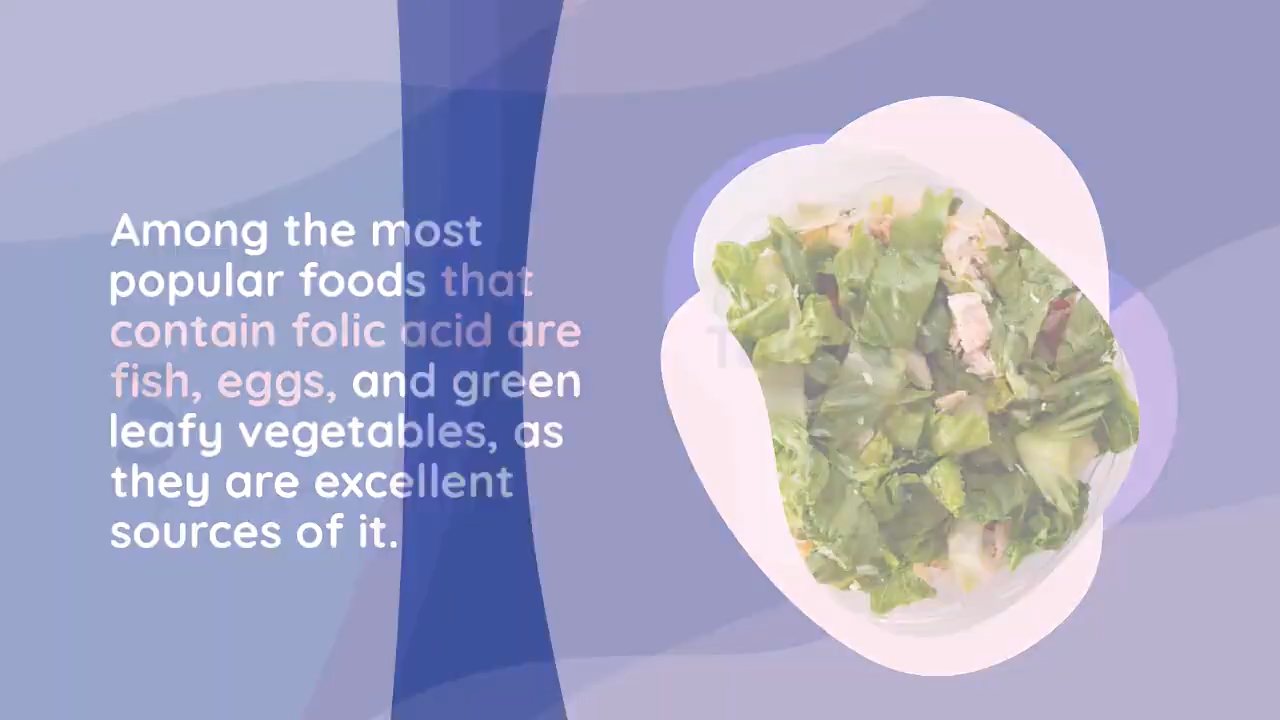 Among the most
popular foods that
contain folic acid are
fish, eggs, and green
leafy vegetables, as
they are excellent
sources of it.